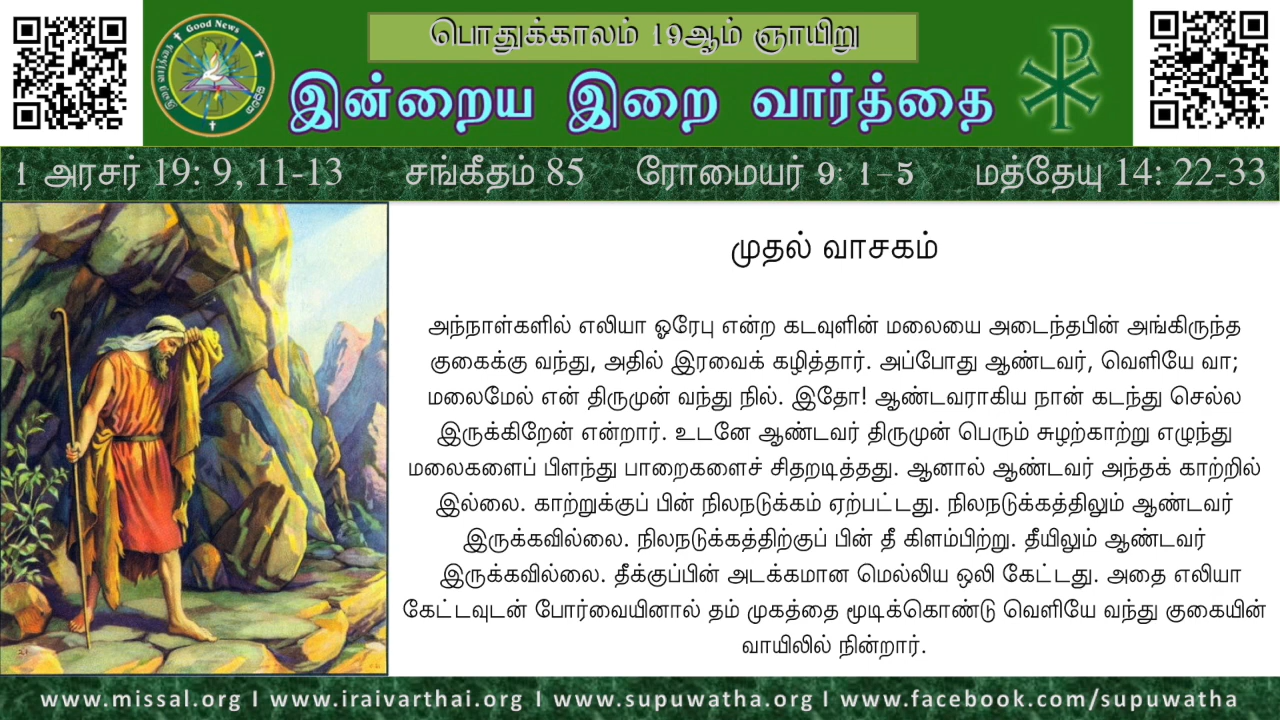 பொதுக்காலம் 19ஆம் ஞாயிறு
Good News
இன்றைய இறை வார்த்தை
1 அரசர் 19: 9, 11-13 சங்கீதம் 85 ரோமையர் 9: 1-5 மத்தேயு 14: 22-33
முதல் வாசகம்
அந்நாள்களில் எலியா ஓரேபு என்ற கடவுளின் மலையை அடைந்தபின் அங்கிருந்த
குகைக்கு வந்து, அதில் இரவைக் கழித்தார். அப்போது ஆண்டவர், வெளியே வா;
மலைமேல் என் திருமுன் வந்து நில். இதோ! ஆண்டவராகிய நான் கடந்து செல்ல
இருக்கிறேன் என்றார். உடனே ஆண்டவர் திருமுன் பெரும் சுழற்காற்று எழுந்து
மலைகளைப் பிளந்து பாறைகளைச் சிதறடித்தது. ஆனால் ஆண்டவர் அந்தக் காற்றில்
இல்லை. காற்றுக்குப் பின் நிலநடுக்கம் ஏற்பட்டது. நிலநடுக்கத்திலும் ஆண்டவர்
இருக்கவில்லை. நிலநடுக்கத்திற்குப் பின் தீ கிளம்பிற்று. தீயிலும் ஆண்டவர்
இருக்கவில்லை. தீக்குப்பின் அடக்கமான மெல்லிய ஒலி கேட்டது. அதை எலியா
கேட்டவுடன் போர்வையினால் தம் முகத்தை மூடிக்கொண்டு வெளியே வந்து குகையின்
வாயிலில் நின்றார்.
www.missal.org I www.iraivarthai.org I www.supuwatha.org I www.facebook.com/supuwatha